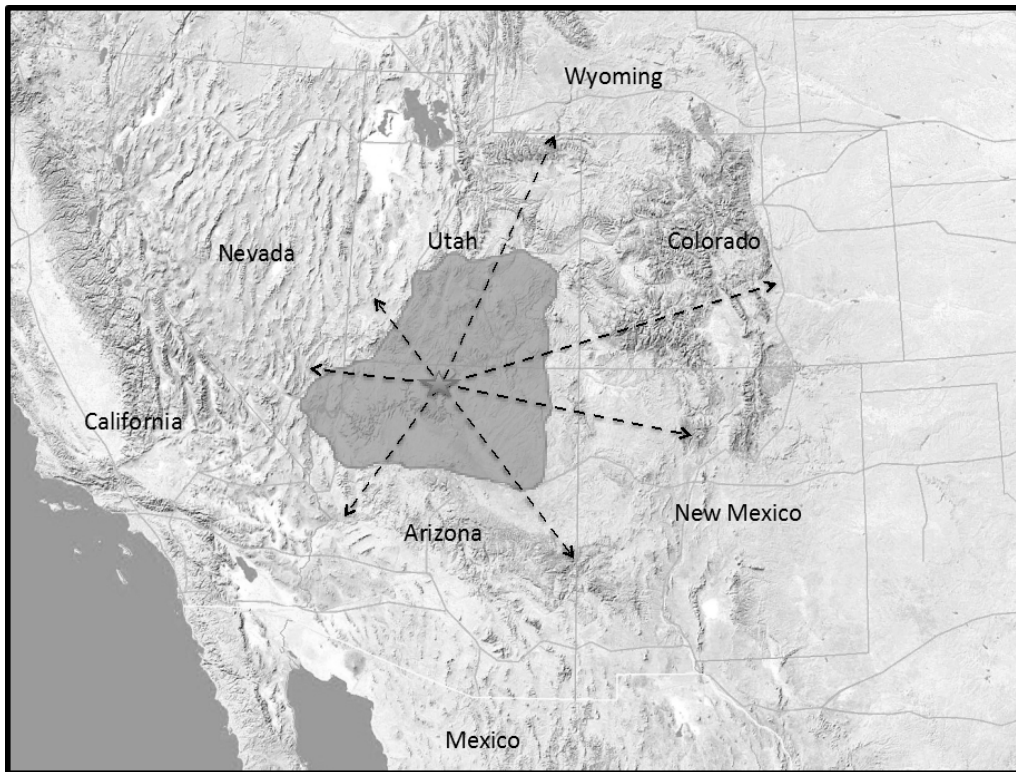 Wyoming
Nevada
Utah
Colorado
California
Arizona
New Mexico
Mexico